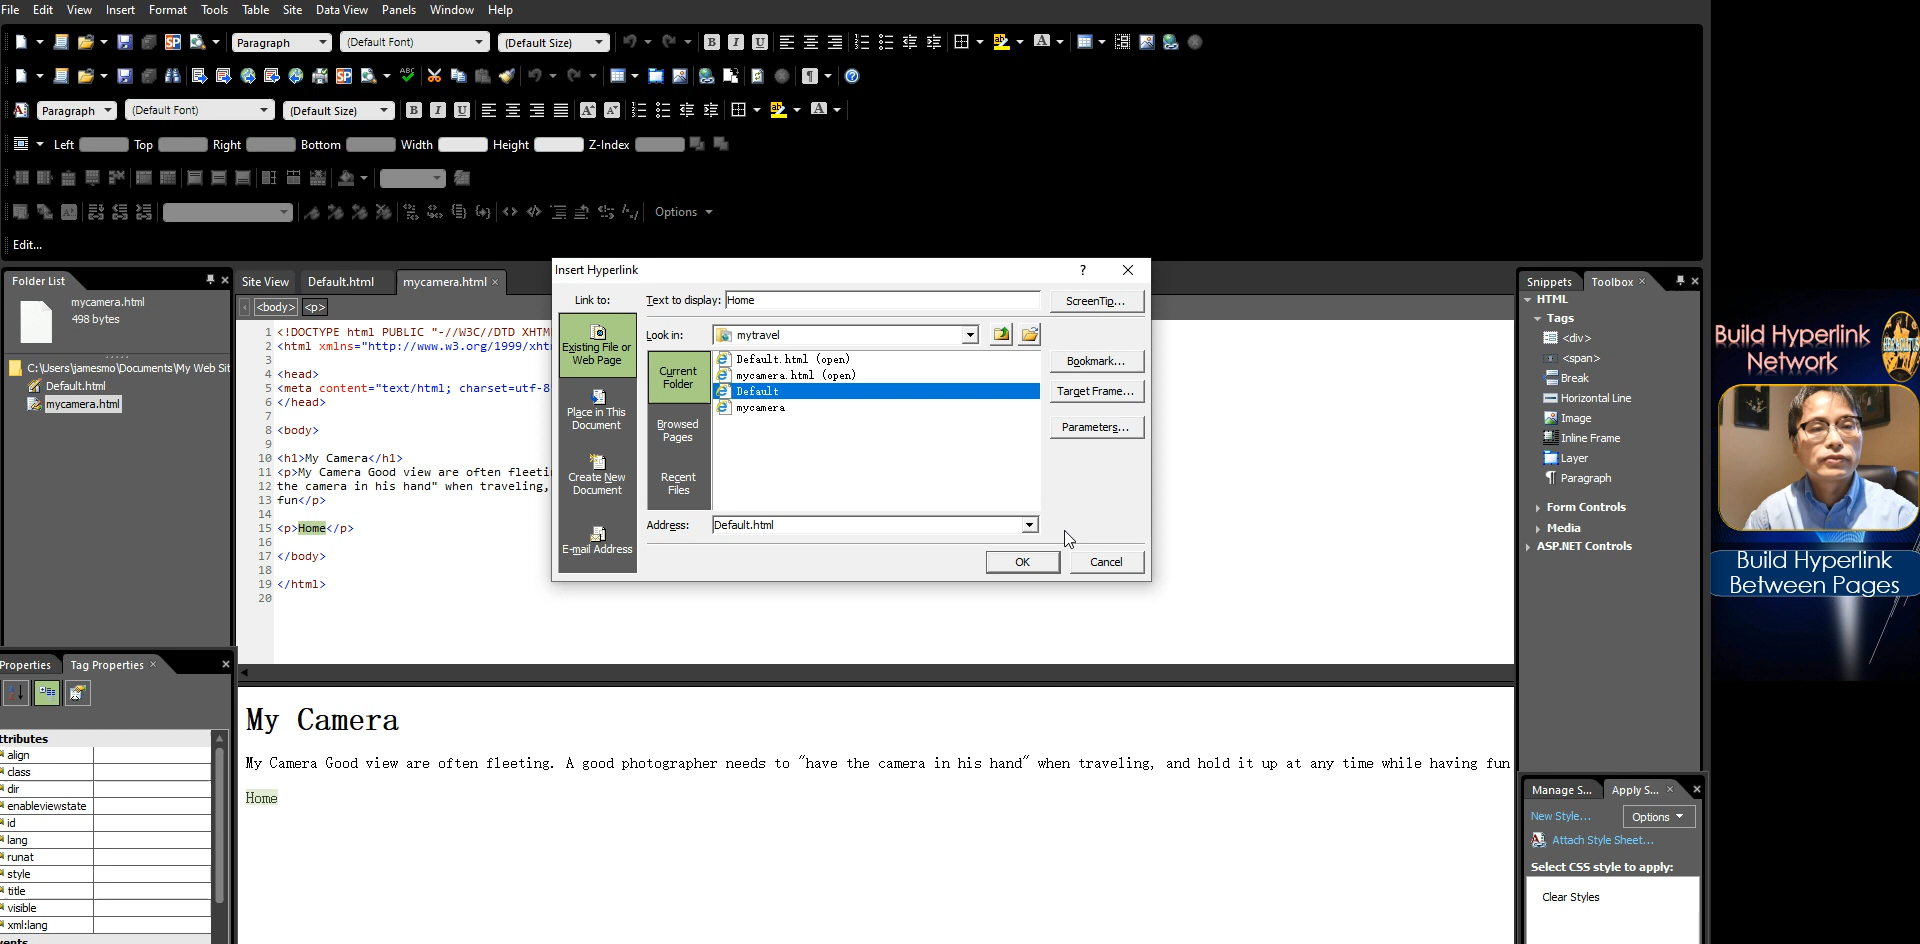 File Edit View Insert Format Tools Table Site Data View Panels Window Help
Paragraph (Default Font) (Default Size)
Paragraph (Default Font) (Default Size)
Left Top Right Bottom Width Height Z-Index
Options
Edit...
Folder List
mycamera.html
498 bytes
C:\Users\jamesmo\Documents\My Web Sit
Default.html
mycamera.html
Site View Default.html mycamera.html
<body> <p>
1 <!DOCTYPE html PUBLIC "-//W3C//DTD XHTM
2 <html xmlns="http://www.w3.org/1999/xht
3
4 <head>
5 <meta content="text/html; charset=utf-8
6 </head>
7
8 <body>
9
10 <h1>My Camera</h1>
11 <p>My Camera Good view are often fleeti
12 the camera in his hand" when traveling,
13 fun</p>
14
15 <p>Home</p>
16
17 </body>
18
19 </html>
20
Insert Hyperlink
Link to:
Text to display: Home
ScreenTip...
Existing File or
Web Page
Place in This
Document
Create New
Document
E-mail Address
Look in: mytravel
Current
Folder
Browsed
Pages
Recent
Files
Default.html (open)
mycamera.html (open)
Default
mycamera
Bookmark...
Target Frame...
Parameters...
Address: Default.html
OK Cancel
Snippets Toolbox
HTML
Tags
<div>
<span>
Break
Horizontal Line
Image
Inline Frame
Layer
Paragraph
Form Controls
Media
ASP.NET Controls
Build Hyperlink
Network
HERACLITUS
Build Hyperlink
Between Pages
Properties Tag Properties
ttributes
align
class
dir
enableviewstate
id
lang
runat
style
title
visible
xml:lang
vents
My Camera
My Camera Good view are often fleeting. A good photographer needs to "have the camera in his hand" when traveling, and hold it up at any time while having fun
Home
Manage S... Apply S...
New Style... Options
Attach Style Sheet...
Select CSS style to apply:
Clear Styles